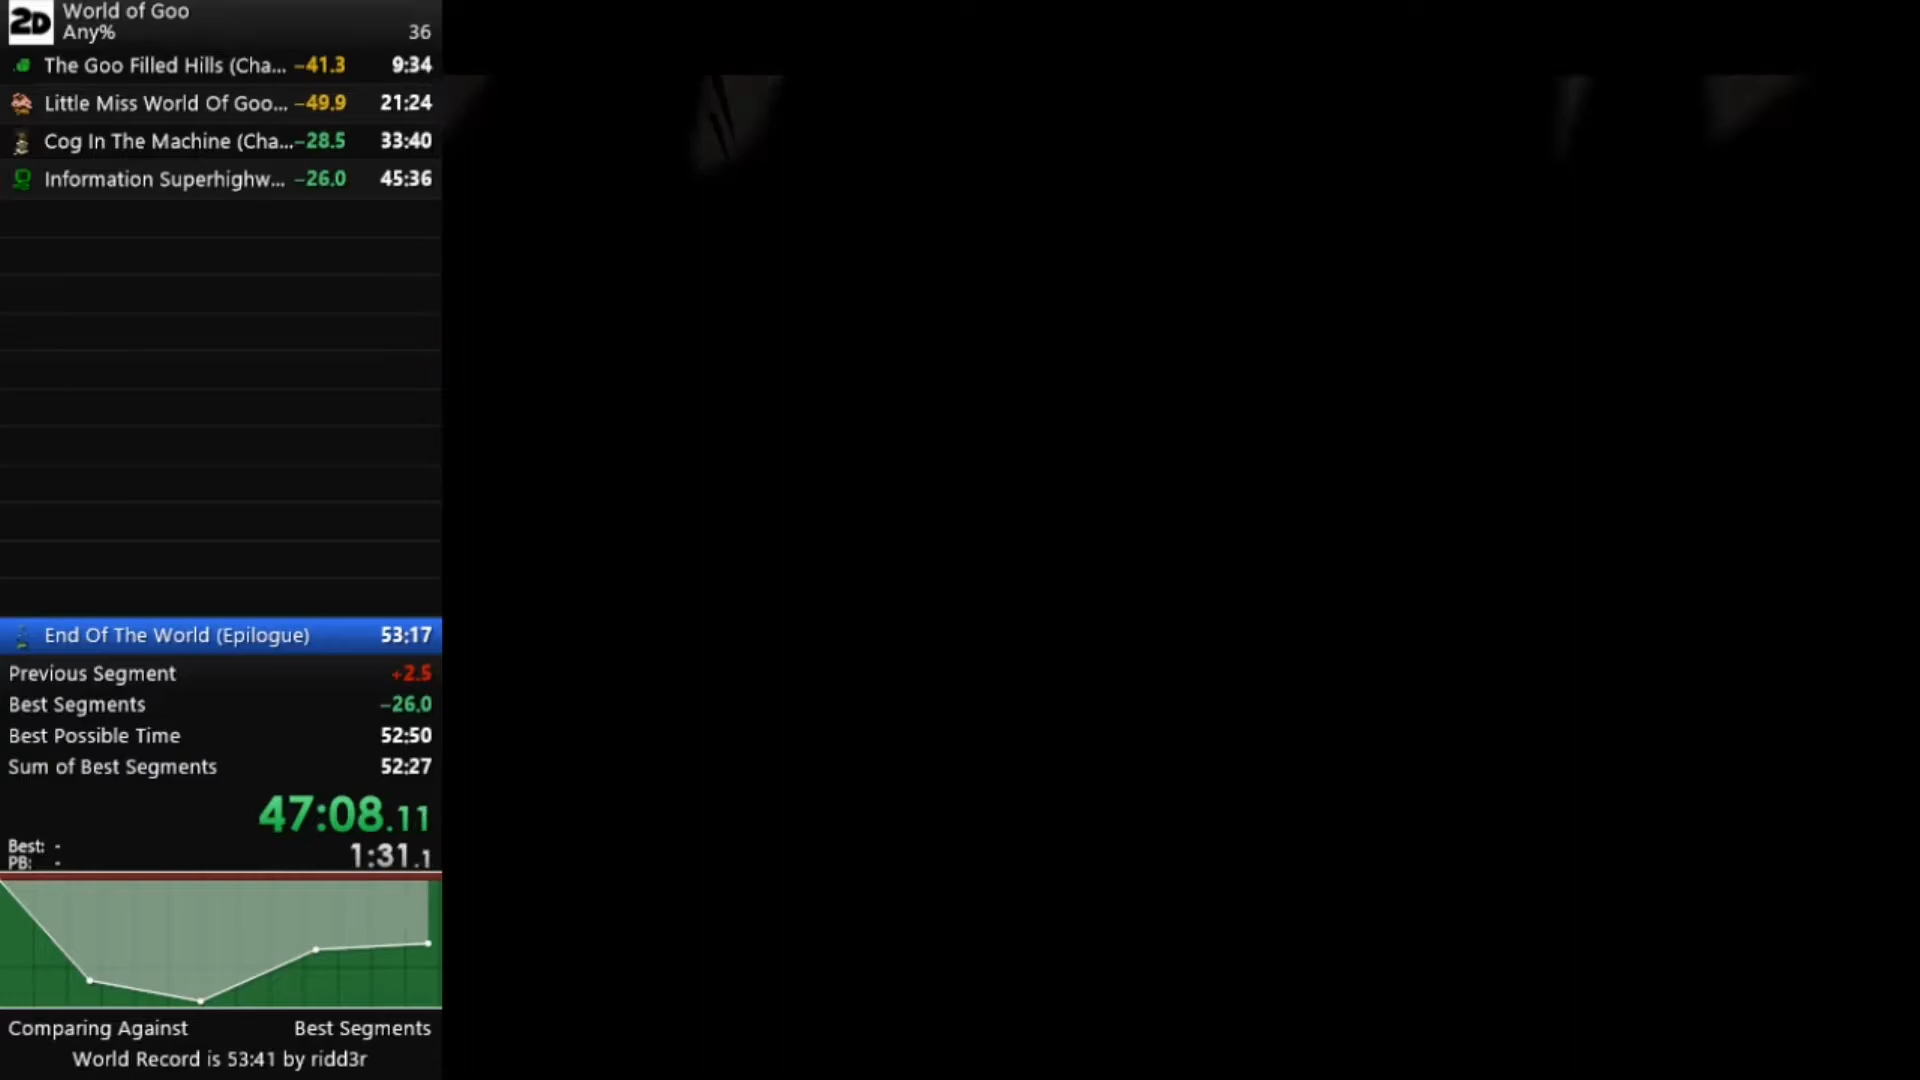 2D
World of Goo
Any% 36
The Goo Filled Hills (Cha... −41.3 9:34
Little Miss World Of Goo... −49.9 21:24
Cog In The Machine (Cha... −28.5 33:40
Information Superhighw... −26.0 45:36
End Of The World (Epilogue) 53:17
Previous Segment +2.5
Best Segments −26.0
Best Possible Time 52:50
Sum of Best Segments 52:27
47:08.11
Best: - 1:31.1
PB: -
Comparing Against Best Segments
World Record is 53:41 by ridd3r